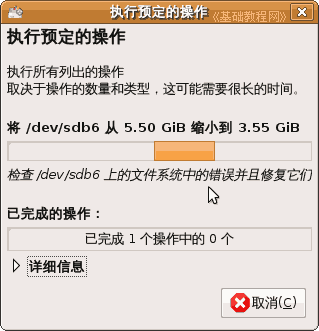 执行预定的操作
《基础教程网》
执行预定的操作
执行所有列出的操作
取决于操作的数量和类型，这可能需要很长的时间。
将 /dev/sdb6 从 5.50 GiB 缩小到 3.55 GiB
检查 /dev/sdb6 上的文件系统中的错误并且修复它们
已完成的操作：
已完成 1 个操作中的 0 个
详细信息
取消(C)